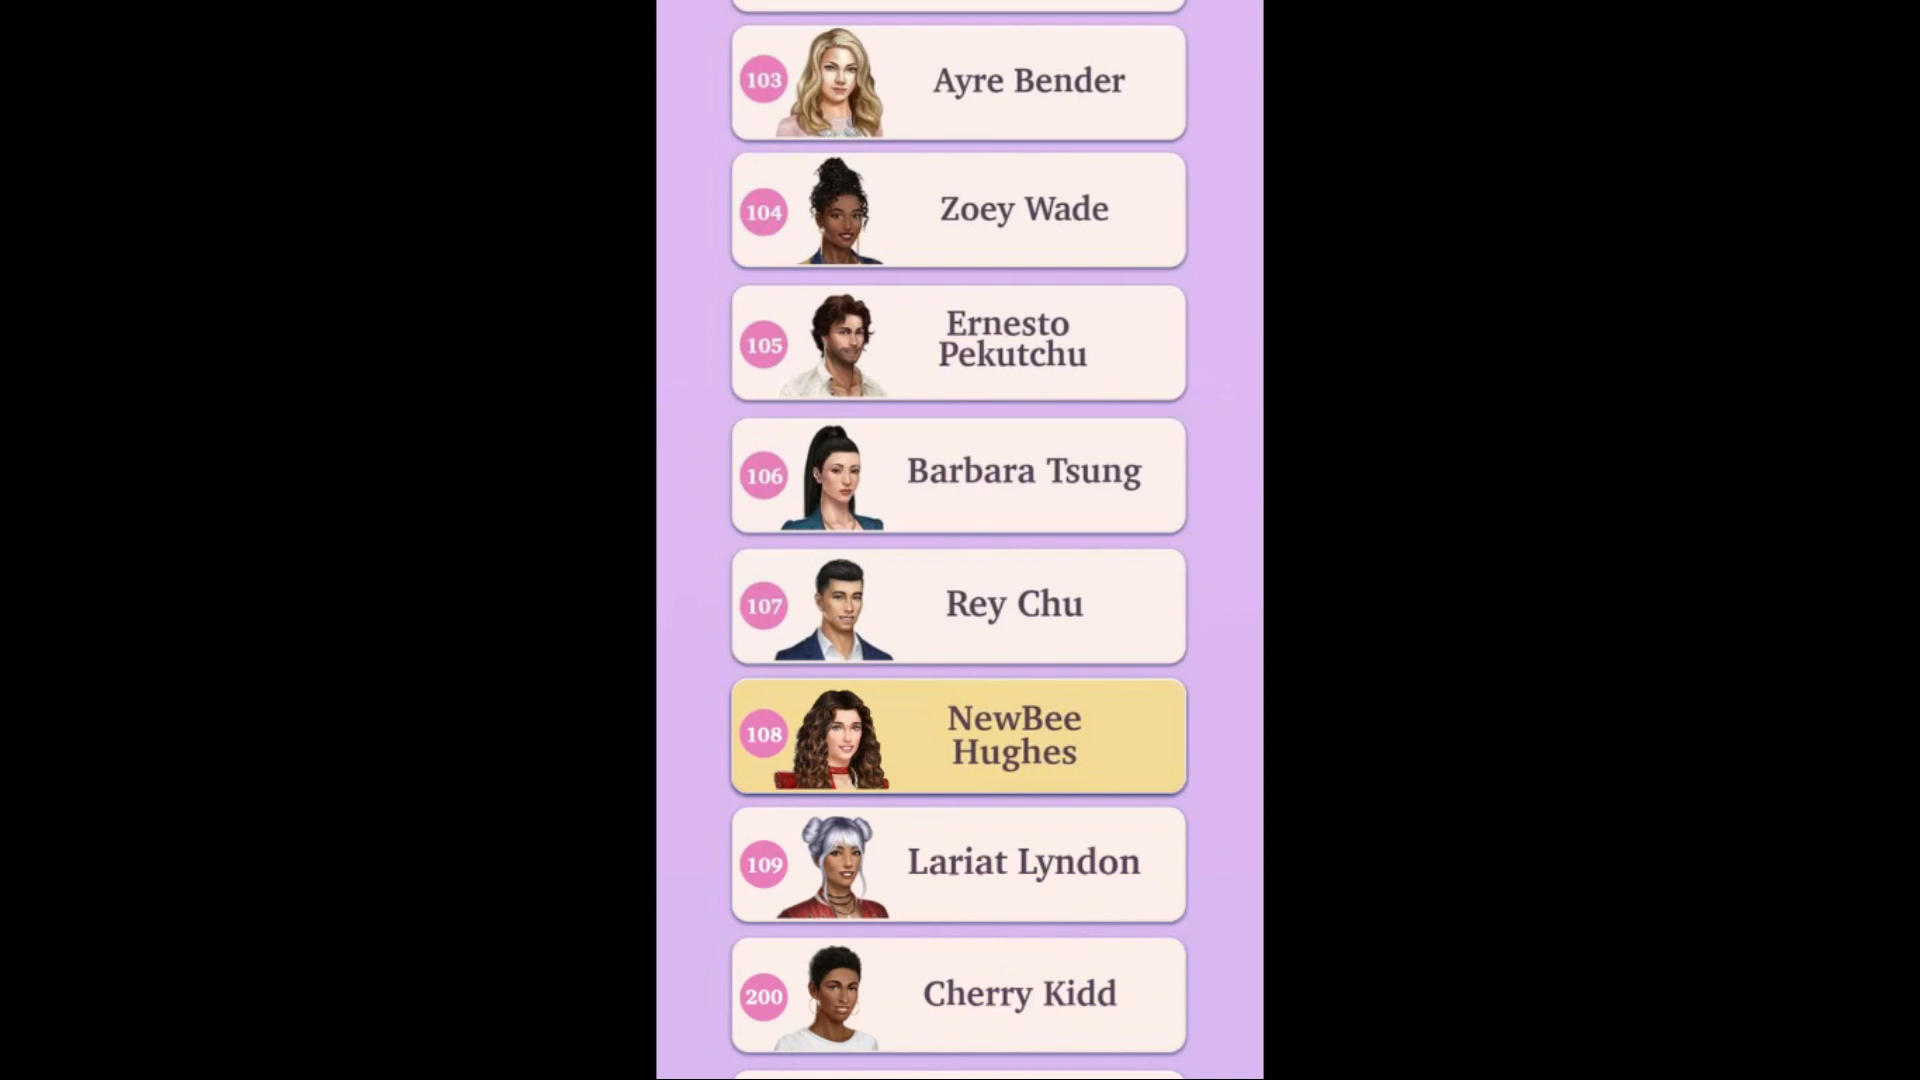 103 Ayre Bender
104 Zoey Wade
105 Ernesto
Pekutchu
106 Barbara Tsung
107 Rey Chu
108 NewBee
Hughes
109 Lariat Lyndon
200 Cherry Kidd